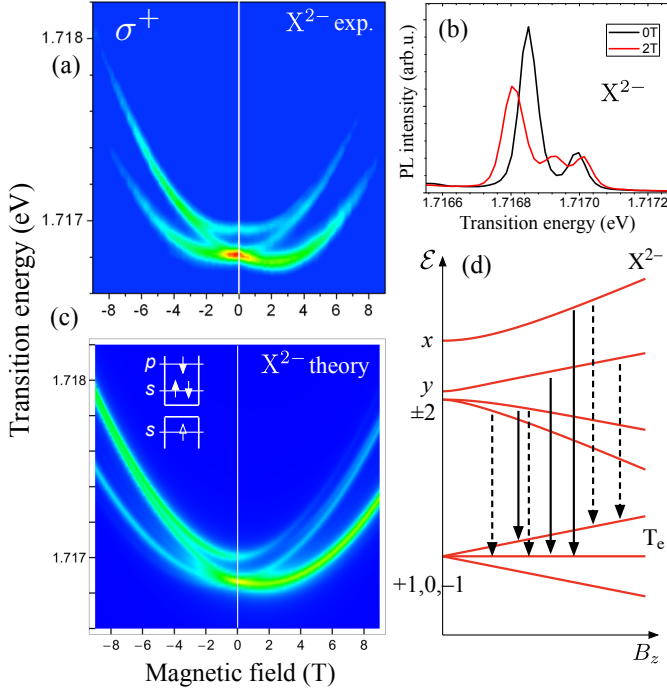 σ⁺ X²⁻ exp.
(a)
1.718
1.717
−8 −6 −4 −2 0 2 4 6 8
(b)
0T
2T
X²⁻
PL intensity (arb.u.)
1.7166 1.7168 1.7170 1.7172
Transition energy (eV)
Transition energy (eV)
(c)
X²⁻ theory
p
s
s
1.718
1.717
−8 −6 −4 −2 0 2 4 6 8
Magnetic field (T)
(d)
ℰ
X²⁻
x
y
±2
Tₑ
+1,0,−1
B_z